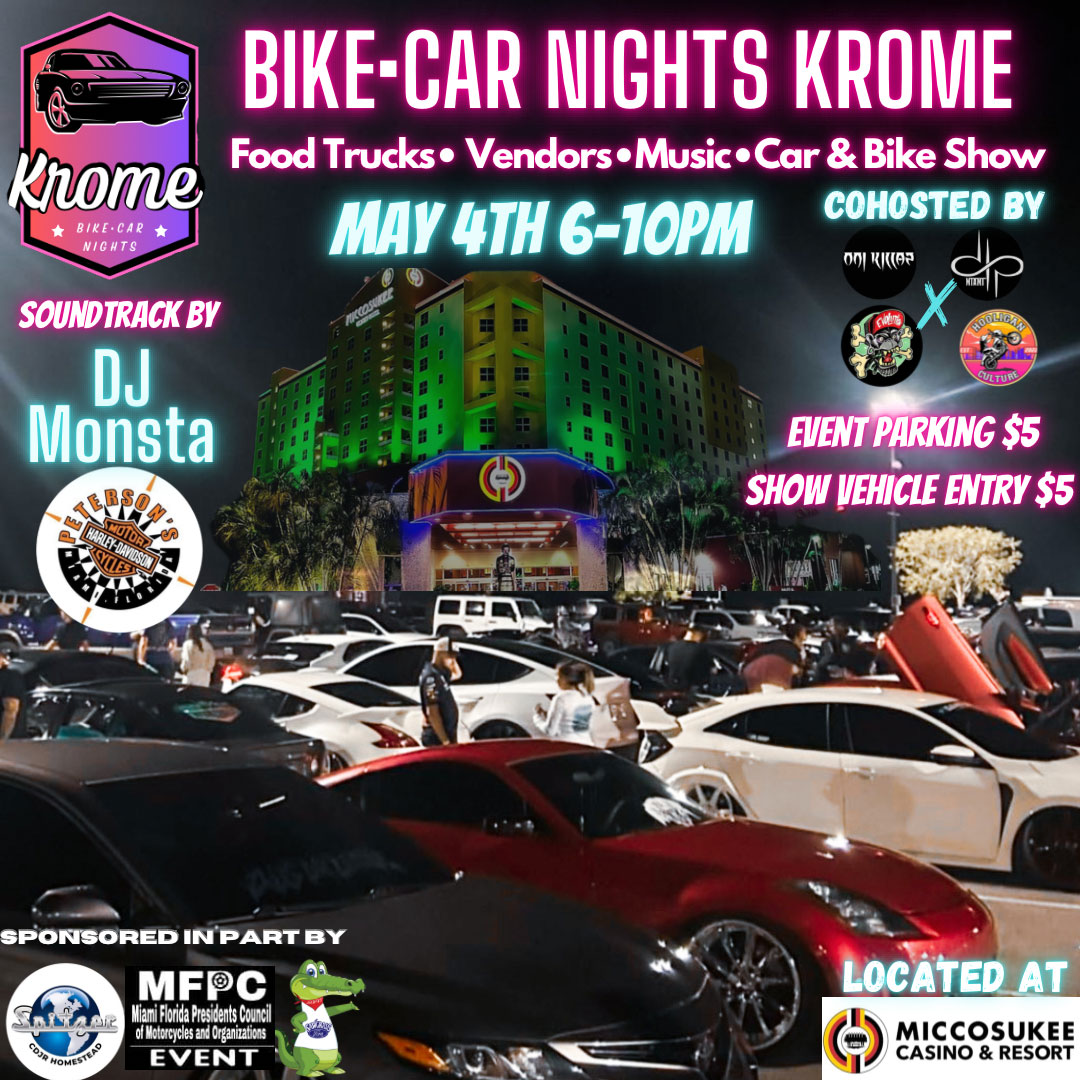 BIKE-CAR NIGHTS KROME
Food Trucks• Vendors•Music•Car & Bike Show
MAY 4TH 6-10PM
Krome
BIKE•CAR
NIGHTS
COHOSTED BY
MIAMI
X
HOOLIGAN
CULTURE
SOUNDTRACK BY
DJ
Monsta
MICCOSUKEE
EVENT PARKING $5
SHOW VEHICLE ENTRY $5
PETERSON'S
MOTOR
HARLEY-DAVIDSON
CYCLES
SPONSORED IN PART BY
Spitzer
CDJR HOMESTEAD
MFPC
Miami Florida Presidents Council
of Motorcycles and Organizations
EVENT
LOCATED AT
MICCOSUKEE
CASINO & RESORT